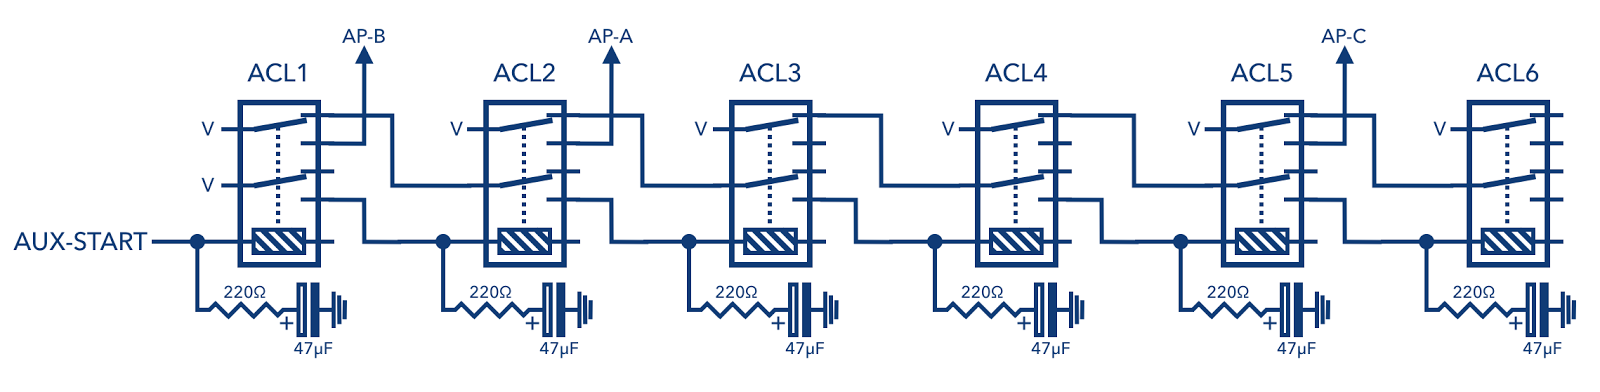 AP-B AP-A AP-C
ACL1 ACL2 ACL3 ACL4 ACL5 ACL6
V V V V V V
V
AUX-START
220Ω 220Ω 220Ω 220Ω 220Ω 220Ω
+ + + + + +
47µF 47µF 47µF 47µF 47µF 47µF